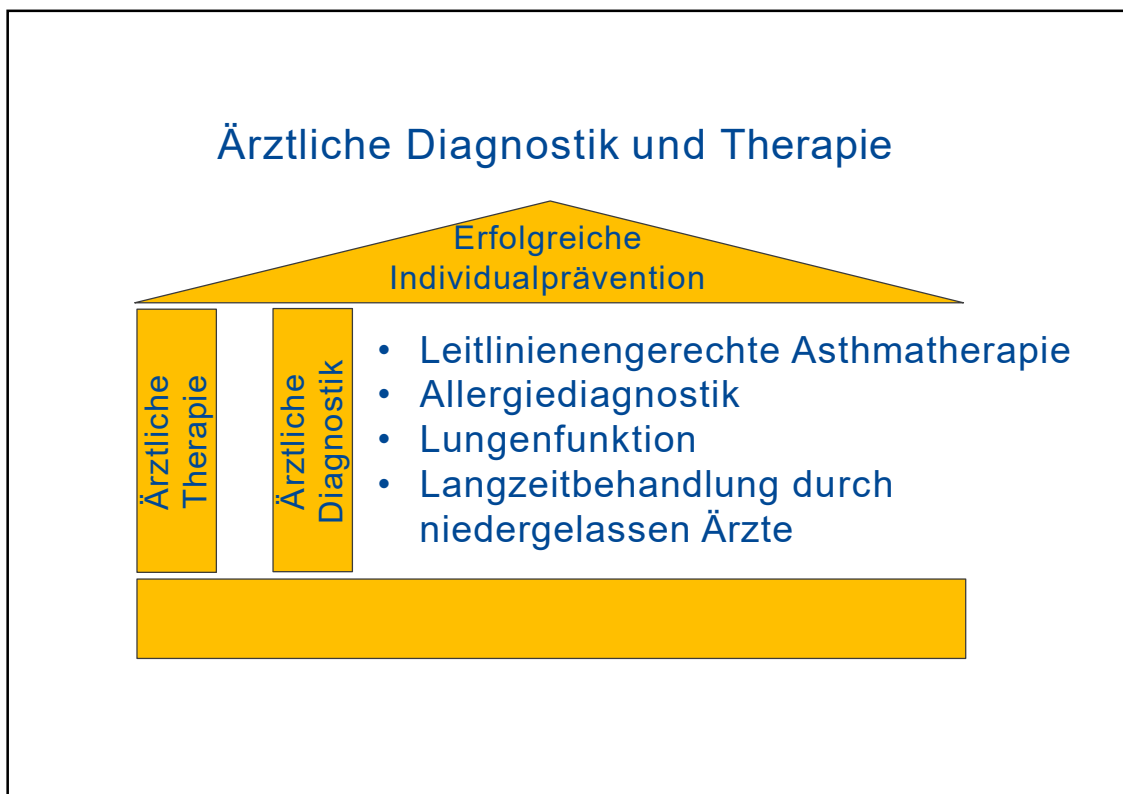 Ärztliche Diagnostik und Therapie
Erfolgreiche
Individualprävention
Ärztliche
Therapie
Ärztliche
Diagnostik
• Leitlinienengerechte Asthmatherapie
• Allergiediagnostik
• Lungenfunktion
• Langzeitbehandlung durch
niedergelassen Ärzte